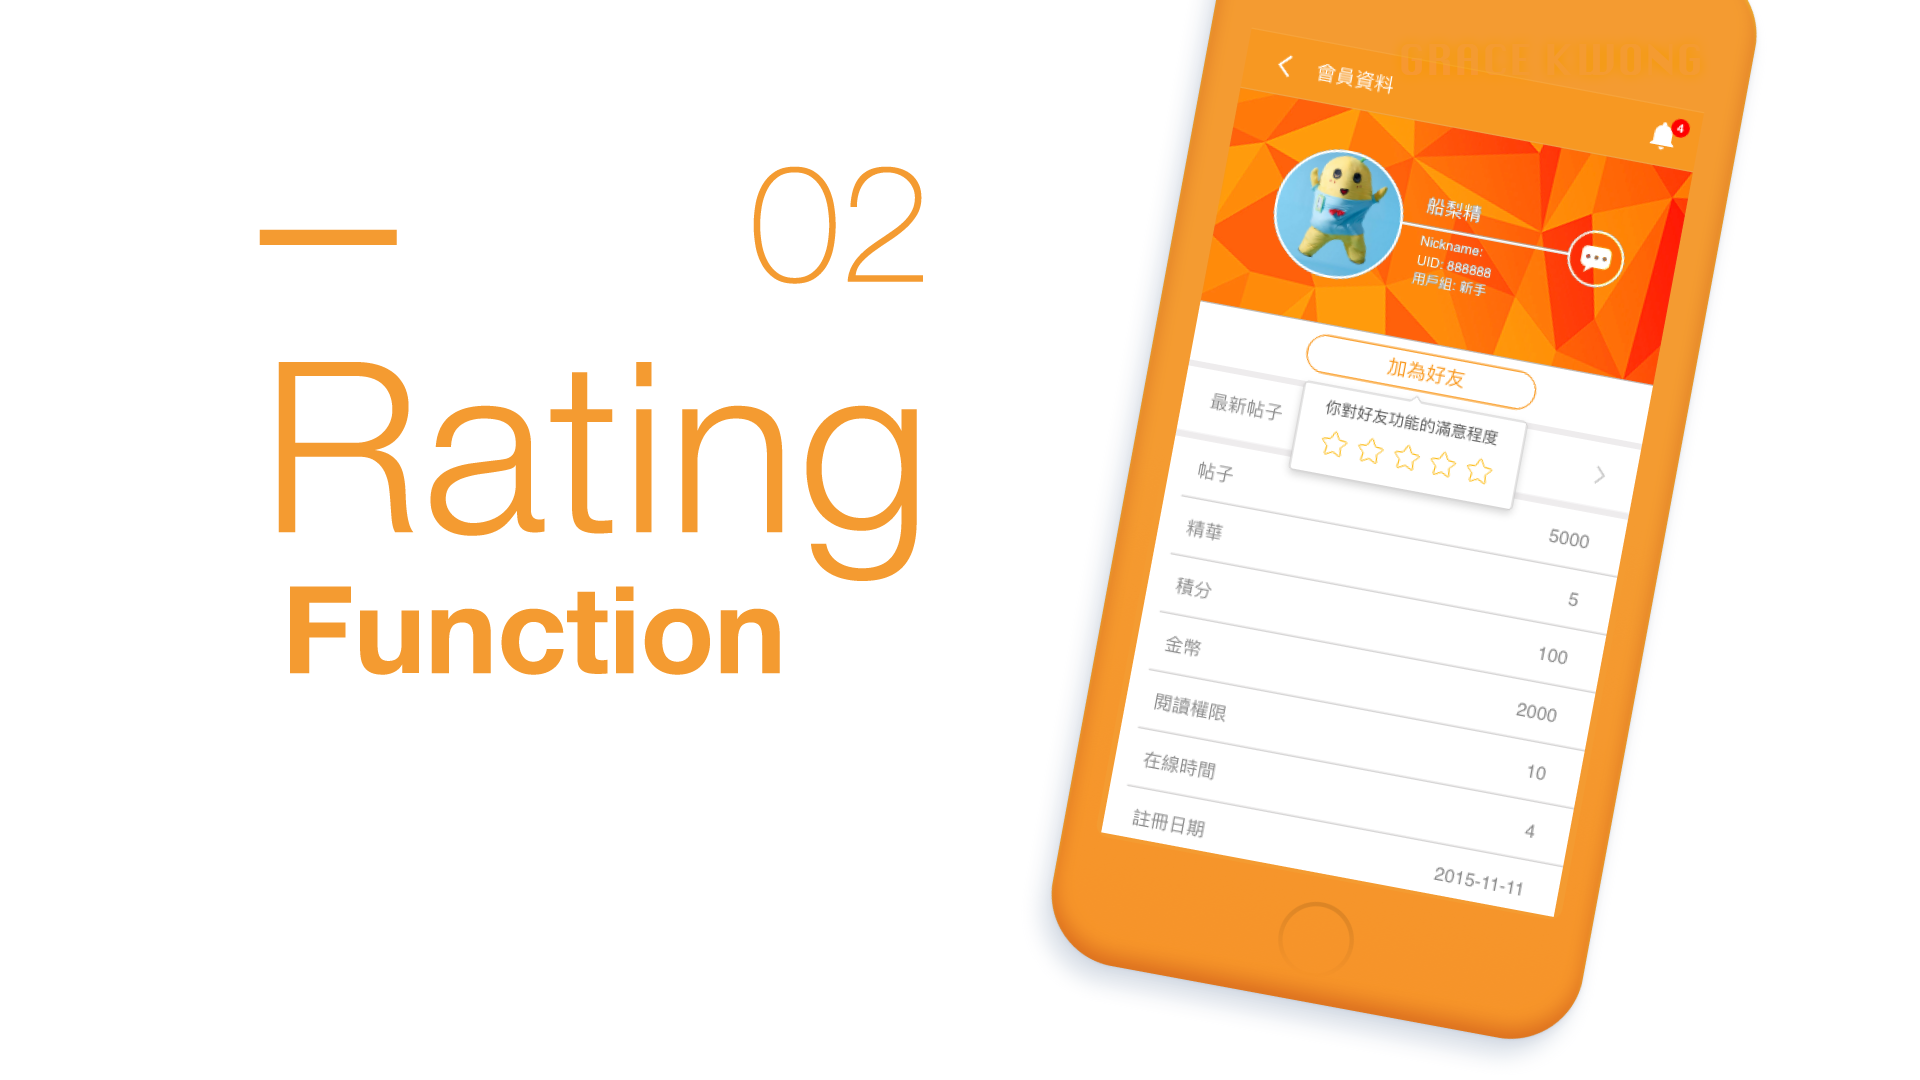 02
Rating
Function
GRACE KWONG
會員資料
4
船梨精
Nickname:
UID: 888888
用戶組: 新手
加為好友
你對好友功能的滿意程度
最新帖子
帖子 5000
精華 5
積分 100
金幣 2000
閱讀權限 10
在線時間 4
註冊日期 2015-11-11